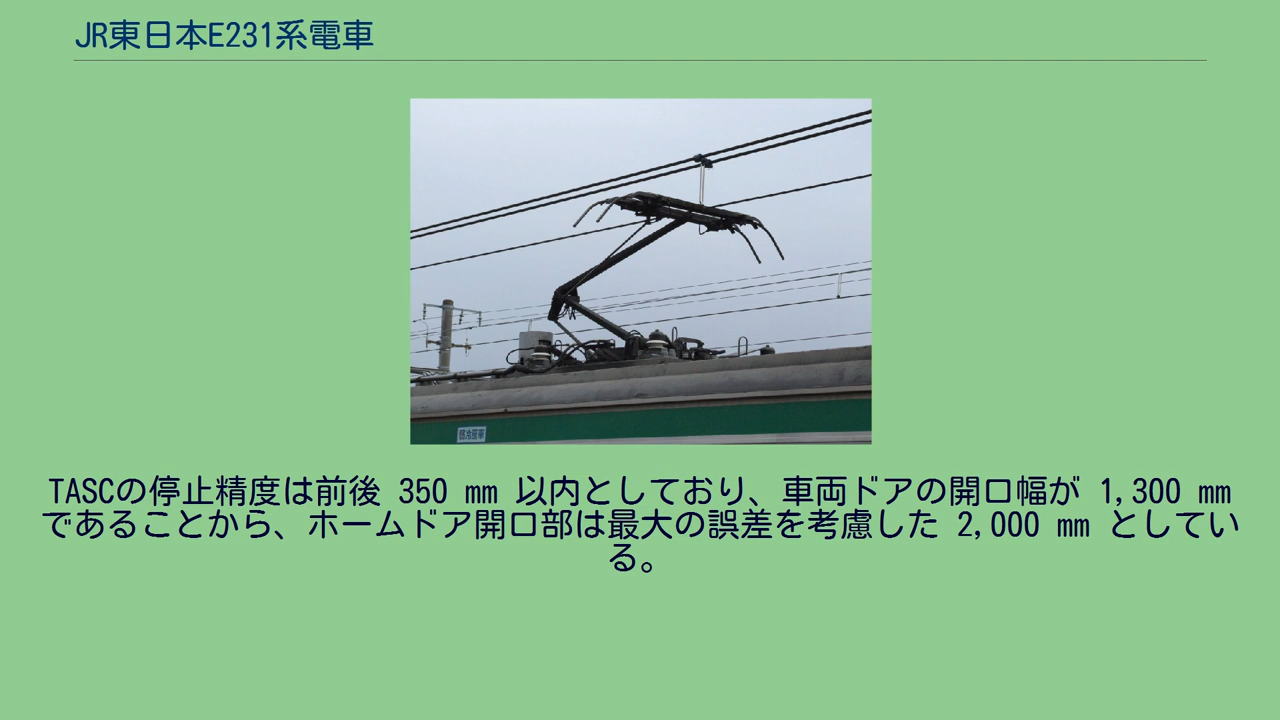 JR東日本E231系電車
弱冷房車
TASCの停止精度は前後 350 mm 以内としており、車両ドアの開口幅が 1,300 mm
であることから、ホームドア開口部は最大の誤差を考慮した 2,000 mm としてい
る。